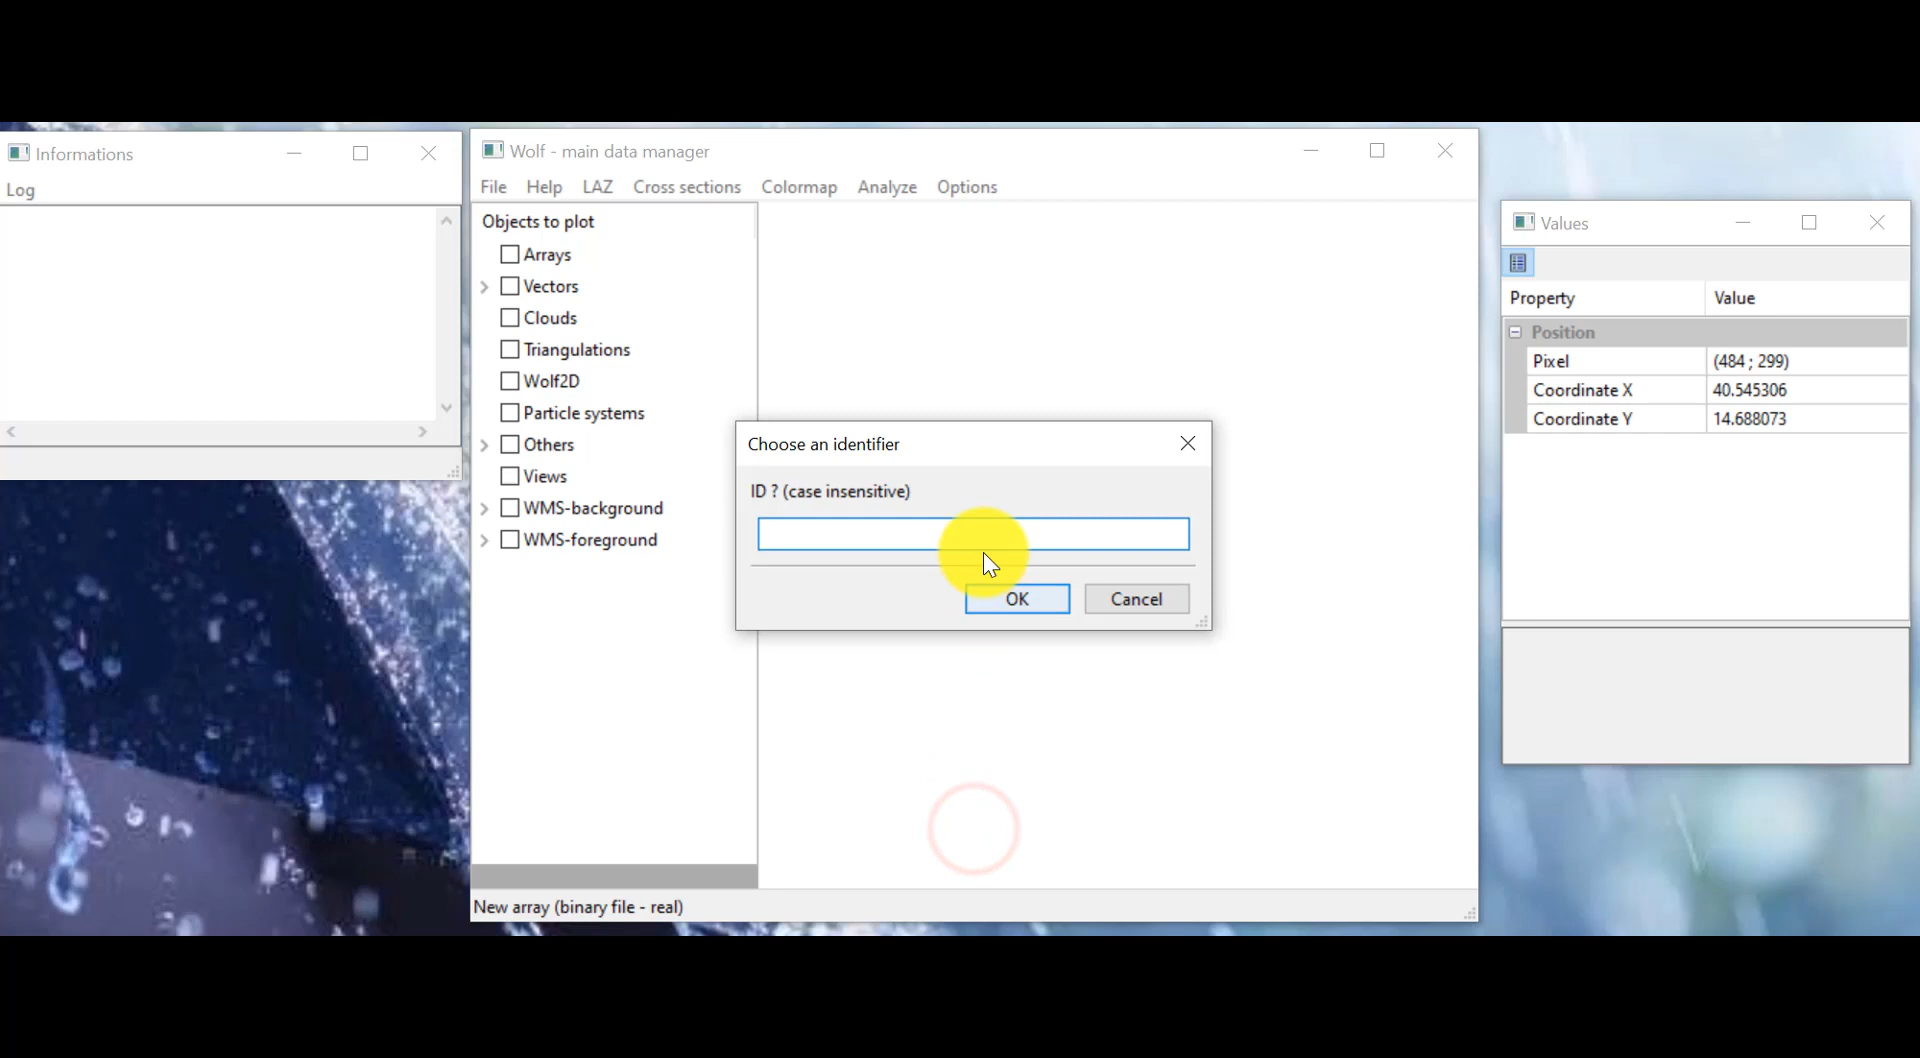 Informations
Log
Wolf - main data manager
File Help LAZ Cross sections Colormap Analyze Options
Objects to plot
Arrays
Vectors
Clouds
Triangulations
Wolf2D
Particle systems
Others
Views
WMS-background
WMS-foreground
New array (binary file - real)
Choose an identifier
ID ? (case insensitive)
OK Cancel
Values
Property Value
Position
Pixel (484 ; 299)
Coordinate X 40.545306
Coordinate Y 14.688073